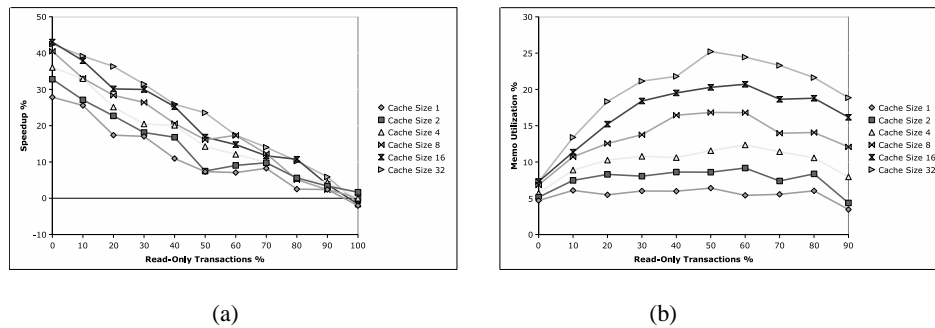 50
40
30
20
10
0
-10
Speedup %
0 10 20 30 40 50 60 70 80 90 100
Read-Only Transactions %
Cache Size 1
Cache Size 2
Cache Size 4
Cache Size 8
Cache Size 16
Cache Size 32
(a)
30
25
20
15
10
5
0
Memo Utilization %
0 10 20 30 40 50 60 70 80 90
Read-Only Transactions %
Cache Size 1
Cache Size 2
Cache Size 4
Cache Size 8
Cache Size 16
Cache Size 32
(b)